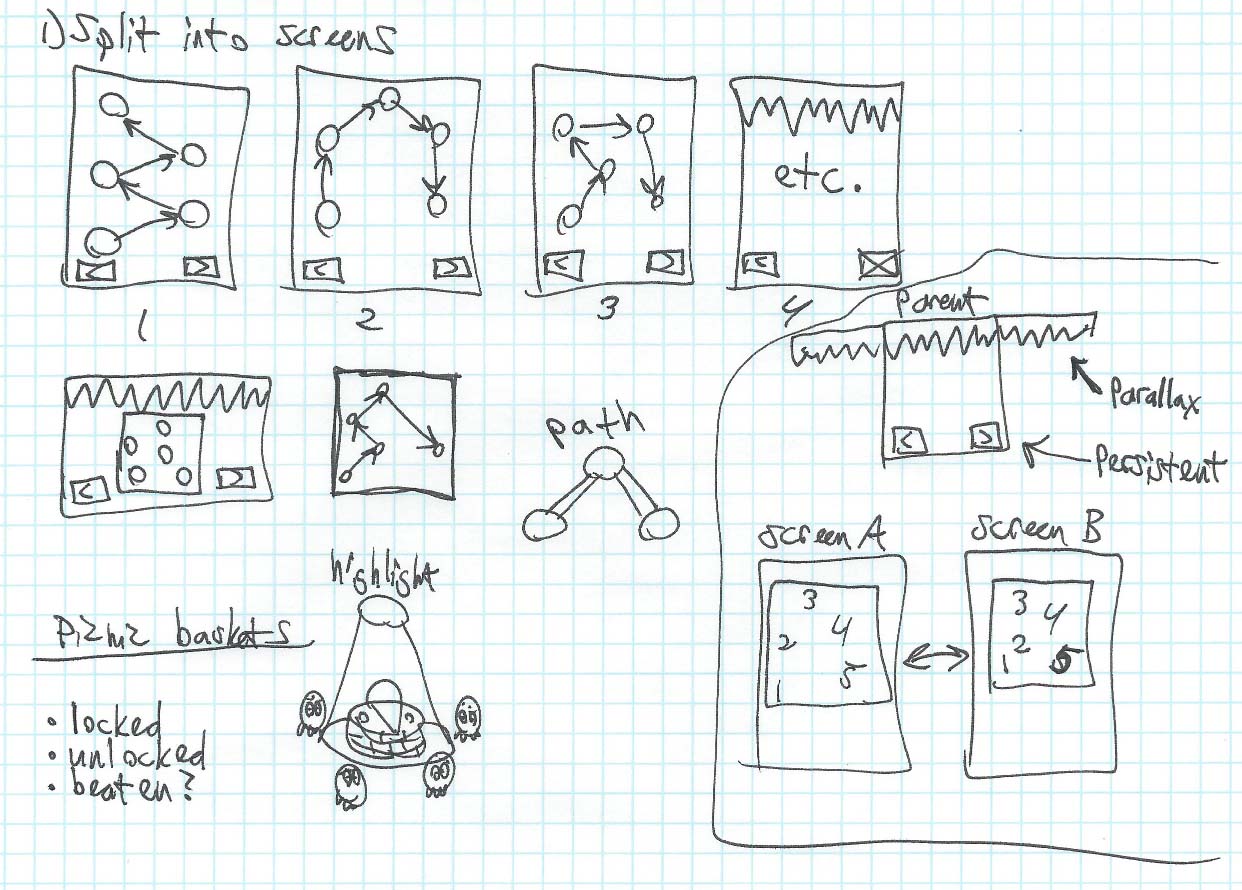 1) Split into screens
etc.
< >
< >
< >
<
1 2 3 4
Parent
Parallax
< >
Persistent
< >
path
screen A
screen B
3
2 4
1 5
3 4
1 2 5
highlight
baskets
• locked
• unlocked
• beaten?